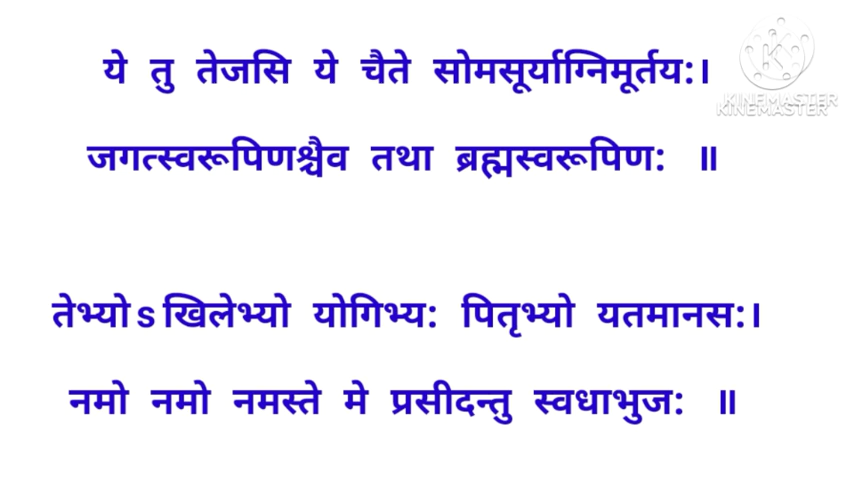 ये तु तेजसि ये चैते सोमसूर्याग्निमूर्तय:।
जगत्स्वरूपिणश्चैव तथा ब्रह्मस्वरूपिण: ॥
तेभ्योऽखिलेभ्यो योगिभ्य: पितृभ्यो यतमानस:।
नमो नमो नमस्ते मे प्रसीदन्तु स्वधाभुज: ॥
KINEMASTER
KINEMASTER